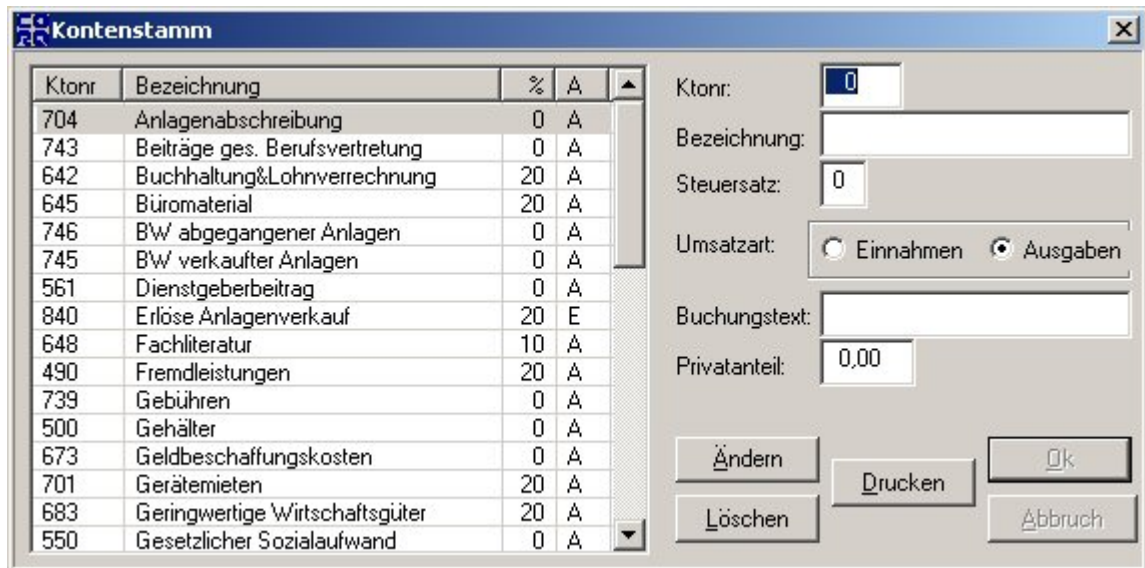 Kontenstamm
Ktonr Bezeichnung % A
704 Anlagenabschreibung 0 A
743 Beiträge ges. Berufsvertretung 0 A
642 Buchhaltung&Lohnverrechnung 20 A
645 Büromaterial 20 A
746 BW abgegangener Anlagen 0 A
745 BW verkaufter Anlagen 0 A
561 Dienstgeberbeitrag 0 A
840 Erlöse Anlagenverkauf 20 E
648 Fachliteratur 10 A
490 Fremdleistungen 20 A
739 Gebühren 0 A
500 Gehälter 0 A
673 Geldbeschaffungskosten 0 A
701 Gerätemieten 20 A
683 Geringwertige Wirtschaftsgüter 20 A
550 Gesetzlicher Sozialaufwand 0 A
Ktonr: 0
Bezeichnung:
Steuersatz: 0
Umsatzart: Einnahmen Ausgaben
Buchungstext:
Privatanteil: 0,00
Ändern
Drucken
Ok
Löschen
Abbruch